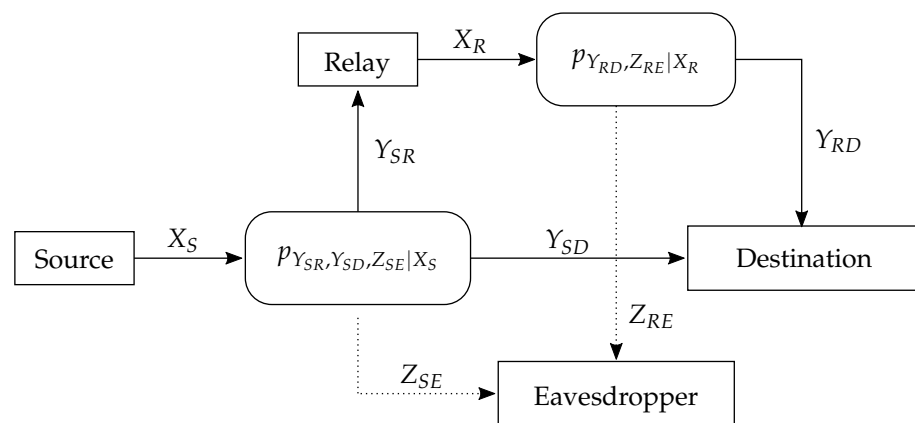 X_R
Relay
p_{Y_{RD},Z_{RE}|X_R}
Y_{SR}
Y_{RD}
X_S
Source
p_{Y_{SR},Y_{SD},Z_{SE}|X_S}
Y_{SD}
Destination
Z_{RE}
Z_{SE}
Eavesdropper